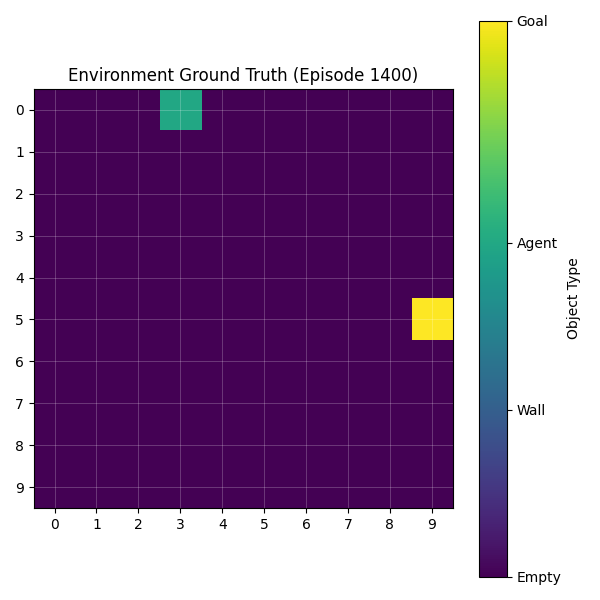 Environment Ground Truth (Episode 1400)
0
1
2
3
4
5
6
7
8
9
0 1 2 3 4 5 6 7 8 9
Goal
Agent
Wall
Empty
Object Type